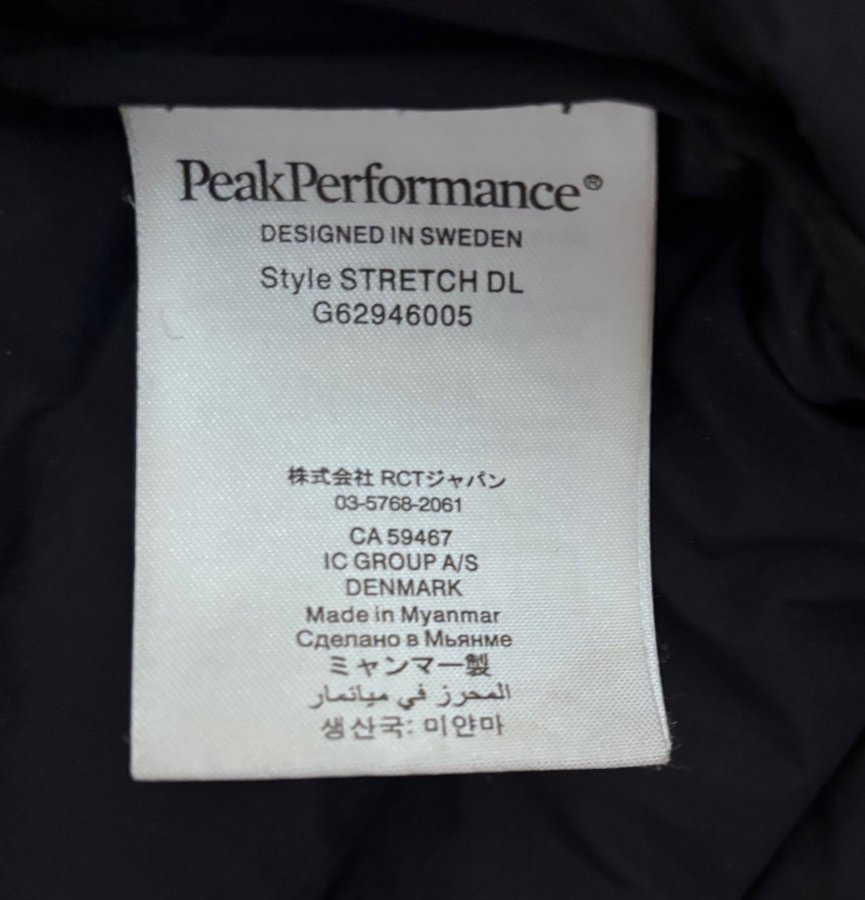 PeakPerformance®
DESIGNED IN SWEDEN
Style STRETCH DL
G62946005
株式会社 RCTジャパン
03-5768-2061
CA 59467
IC GROUP A/S
DENMARK
Made in Myanmar
Сделано в Мьянме
ミャンマー製
المحرز في ميانمار
생산국: 미얀마